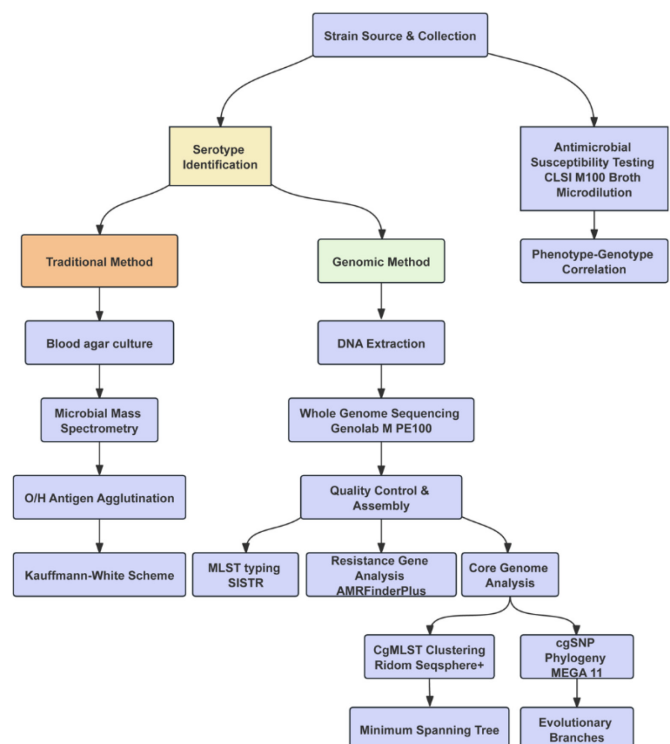 Strain Source & Collection
Serotype
Identification
Antimicrobial
Susceptibility Testing
CLSI M100 Broth
Microdilution
Traditional Method
Genomic Method
Phenotype-Genotype
Correlation
Blood agar culture
DNA Extraction
Microbial Mass
Spectrometry
Whole Genome Sequencing
Genolab M PE100
O/H Antigen Agglutination
Quality Control &
Assembly
Kauffmann-White Scheme
MLST typing
SISTR
Resistance Gene
Analysis
AMRFinderPlus
Core Genome
Analysis
CgMLST Clustering
Ridom Seqsphere+
cgSNP
Phylogeny
MEGA 11
Minimum Spanning Tree
Evolutionary
Branches